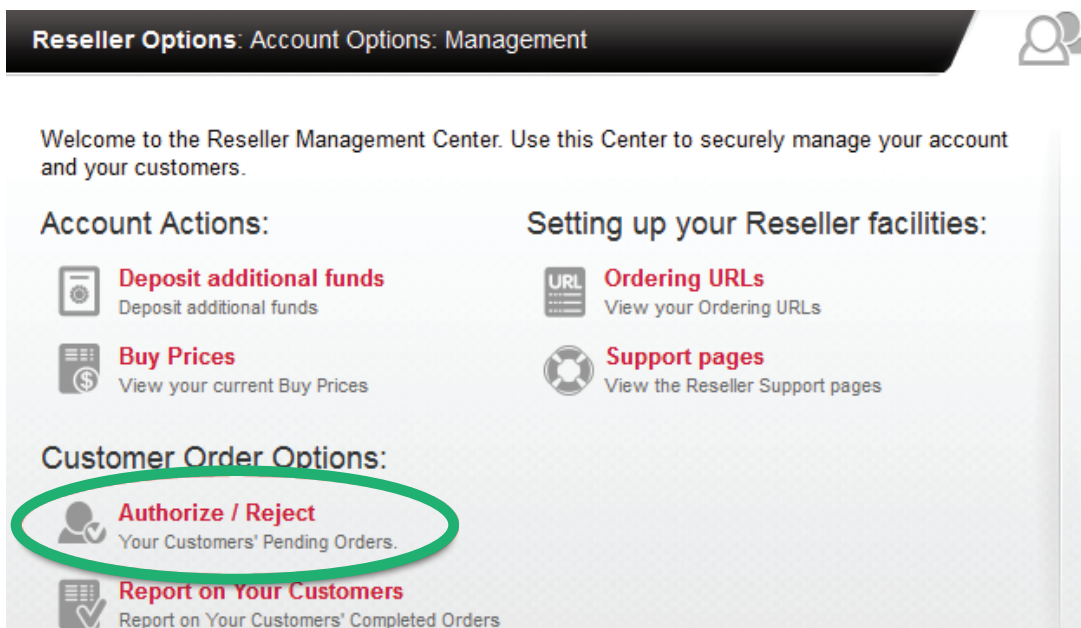 Reseller Options: Account Options: Management
Welcome to the Reseller Management Center. Use this Center to securely manage your account
and your customers.
Account Actions:
Deposit additional funds
Deposit additional funds
Buy Prices
View your current Buy Prices
Setting up your Reseller facilities:
URL
Ordering URLs
View your Ordering URLs
Support pages
View the Reseller Support pages
Customer Order Options:
Authorize / Reject
Your Customers' Pending Orders.
Report on Your Customers
Report on Your Customers' Completed Orders